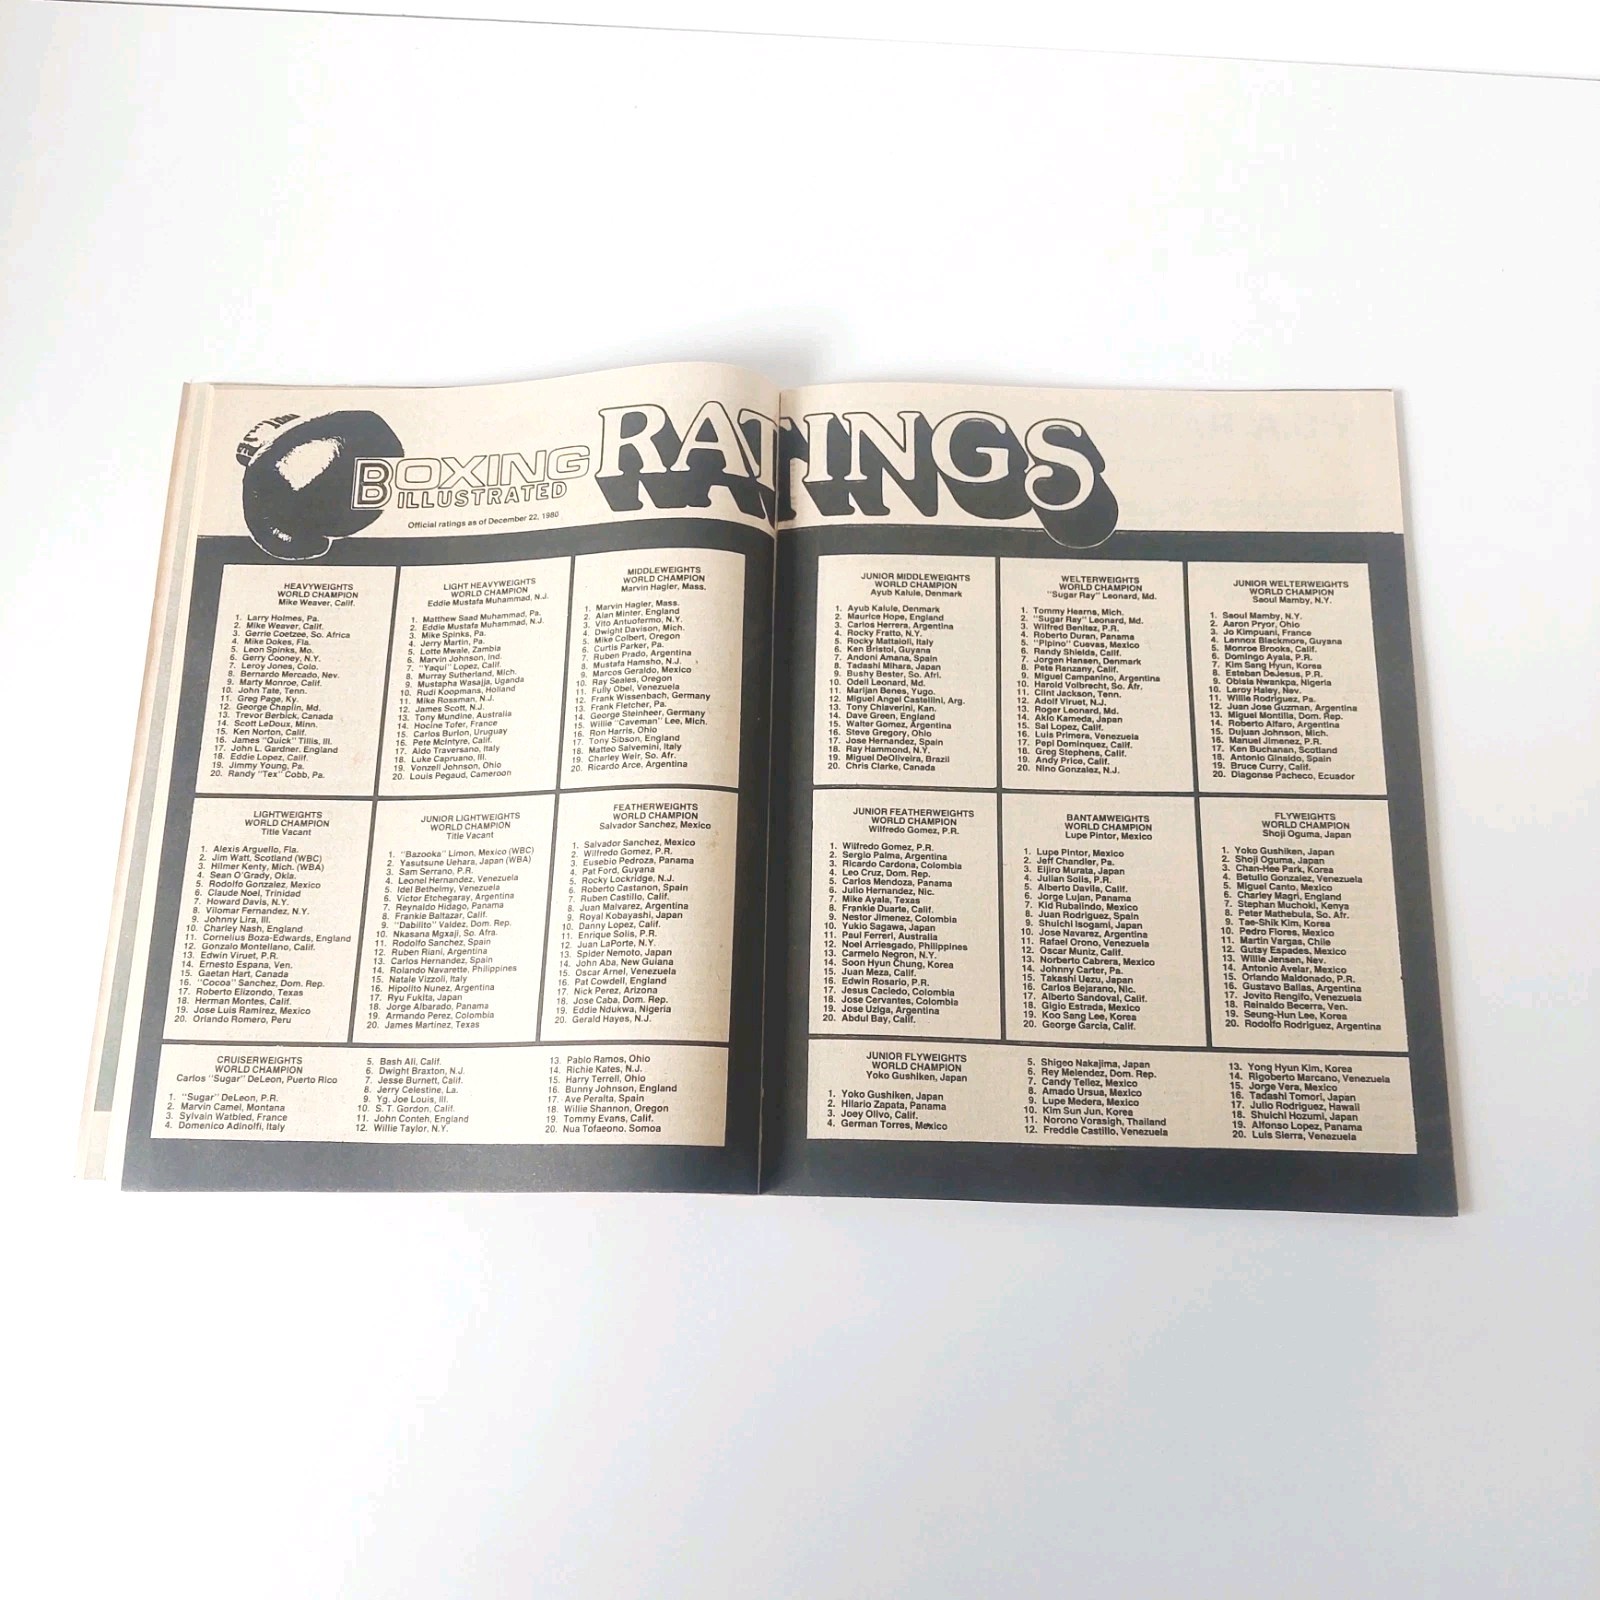 BOXING
ILLUSTRATED
RATINGS
Official ratings as of December 22, 1980
HEAVYWEIGHTS
WORLD CHAMPION
Mike Weaver, Calif.
1. Larry Holmes, Pa.
2. Mike Weaver, Calif.
3. Gerrie Coetzee, So. Africa
4. Mike Dokes, Fla.
5. Leon Spinks, Mo.
6. Gerry Cooney, N.Y.
7. Leroy Jones, Colo.
8. Bernardo Mercado, Nev.
9. Marty Monroe, Calif.
10. John Tate, Tenn.
11. Greg Page, Ky.
12. George Chaplin, Md.
13. Trevor Berbick, Canada
14. Scott LeDoux, Minn.
15. Ken Norton, Calif.
16. James "Quick" Tillis, Ill.
17. John L. Gardner, England
18. Eddie Lopez, Calif.
19. Jimmy Young, Pa.
20. Randy "Tex" Cobb, Pa.
LIGHT HEAVYWEIGHTS
WORLD CHAMPION
Eddie Mustafa Muhammad, N.J.
1. Matthew Saad Muhammad, Pa.
2. Eddie Mustafa Muhammad, N.J.
3. Mike Spinks, Pa.
4. Jerry Martin, Pa.
5. Lotte Mwale, Zambia
6. Marvin Johnson, Ind.
7. "Yaqui" Lopez, Calif.
8. Murray Sutherland, Mich.
9. Mustapha Wasajja, Uganda
10. Rudi Koopmans, Holland
11. Mike Rossman, N.J.
12. James Scott, N.J.
13. Tony Mundine, Australia
14. Hocine Tofer, France
15. Carlos Burlon, Uruguay
16. Pete McIntyre, Calif.
17. Aldo Traversano, Italy
18. Luke Capruano, Ill.
19. Vonzell Johnson, Ohio
20. Louis Pegaud, Cameroon
MIDDLEWEIGHTS
WORLD CHAMPION
Marvin Hagler, Mass.
1. Marvin Hagler, Mass.
2. Alan Minter, England
3. Vito Antuofermo, N.Y.
4. Dwight Davison, Mich.
5. Mike Colbert, Oregon
6. Curtis Parker, Pa.
7. Ruben Prado, Argentina
8. Mustafa Hamsho, N.J.
9. Marcos Geraldo, Mexico
10. Ray Seales, Oregon
11. Fully Obel, Venezuela
12. Frank Wissenbach, Germany
13. Frank Fletcher, Pa.
14. George Steinheer, Germany
15. Willie "Caveman" Lee, Mich.
16. Ron Harris, Ohio
17. Tony Sibson, England
18. Matteo Salvemini, Italy
19. Charley Weir, So. Afr.
20. Ricardo Arce, Argentina
JUNIOR MIDDLEWEIGHTS
WORLD CHAMPION
Ayub Kalule, Denmark
1. Ayub Kalule, Denmark
2. Maurice Hope, England
3. Carlos Herrera, Argentina
4. Rocky Fratto, N.Y.
5. Rocky Mattaioli, Italy
6. Ken Bristol, Guyana
7. Andoni Amana, Spain
8. Tadashi Mihara, Japan
9. Bushy Bester, So. Afri.
10. Odell Leonard, Md.
11. Marijan Benes, Yugo.
12. Miguel Angel Castellini, Arg.
13. Tony Chiaverini, Kan.
14. Dave Green, England
15. Walter Gomez, Argentina
16. Steve Gregory, Ohio
17. Jose Hernandez, Spain
18. Ray Hammond, N.Y.
19. Miguel DeOliveira, Brazil
20. Chris Clarke, Canada
WELTERWEIGHTS
WORLD CHAMPION
"Sugar Ray" Leonard, Md.
1. Tommy Hearns, Mich.
2. "Sugar Ray" Leonard, Md.
3. Wilfred Benitez, P.R.
4. Roberto Duran, Panama
5. "Pipino" Cuevas, Mexico
6. Randy Shields, Calif.
7. Jorgen Hansen, Denmark
8. Pete Ranzany, Calif.
9. Miguel Campanino, Argentina
10. Harold Volbrecht, So. Afr.
11. Clint Jackson, Tenn.
12. Adolf Viruet, N.J.
13. Roger Leonard, Md.
14. Akio Kameda, Japan
15. Sal Lopez, Calif.
16. Luis Primera, Venezuela
17. Pepi Dominquez, Calif.
18. Greg Stephens, Calif.
19. Andy Price, Calif.
20. Nino Gonzalez, N.J.
JUNIOR WELTERWEIGHTS
WORLD CHAMPION
Saoul Mamby, N.Y.
1. Saoul Mamby, N.Y.
2. Aaron Pryor, Ohio
3. Jo Kimpuani, France
4. Lennox Blackmore, Guyana
5. Monroe Brooks, Calif.
6. Domingo Ayala, P.R.
7. Kim Sang Hyun, Korea
8. Esteban DeJesus, P.R.
9. Obisia Nwankpa, Nigeria
10. Leroy Haley, Nev.
11. Willie Rodriguez, Pa.
12. Juan Jose Guzman, Argentina
13. Miguel Montilla, Dom. Rep.
14. Roberto Alfaro, Argentina
15. Dujuan Johnson, Mich.
16. Manuel Jimenez, P.R.
17. Ken Buchanan, Scotland
18. Antonio Ginaldo, Spain
19. Bruce Curry, Calif.
20. Diagonse Pacheco, Ecuador
LIGHTWEIGHTS
WORLD CHAMPION
Title Vacant
1. Alexis Arguello, Fla.
2. Jim Watt, Scotland (WBC)
3. Hilmer Kenty, Mich. (WBA)
4. Sean O'Grady, Okla.
5. Rodolfo Gonzalez, Mexico
6. Claude Noel, Trinidad
7. Howard Davis, N.Y.
8. Vilomar Fernandez, N.Y.
9. Johnny Lira, Ill.
10. Charley Nash, England
11. Cornelius Boza-Edwards, England
12. Gonzalo Montellano, Calif.
13. Edwin Viruet, P.R.
14. Ernesto Espana, Ven.
15. Gaetan Hart, Canada
16. "Cocoa" Sanchez, Dom. Rep.
17. Roberto Elizondo, Texas
18. Herman Montes, Calif.
19. Jose Luis Ramirez, Mexico
20. Orlando Romero, Peru
JUNIOR LIGHTWEIGHTS
WORLD CHAMPION
Title Vacant
1. "Bazooka" Limon, Mexico (WBC)
2. Yasutsune Uehara, Japan (WBA)
3. Sam Serrano, P.R.
4. Leonel Hernandez, Venezuela
5. Idel Bethelmy, Venezuela
6. Victor Etchegaray, Argentina
7. Reynaldo Hidago, Panama
8. Frankie Baltazar, Calif.
9. "Dabilito" Valdez, Dom. Rep.
10. Nkasana Mgxaji, So. Afra.
11. Rodolfo Sanchez, Spain
12. Ruben Riani, Argentina
13. Carlos Hernandez, Spain
14. Rolando Navarette, Philippines
15. Natale Vizzoli, Italy
16. Hipolito Nunez, Argentina
17. Ryu Fukita, Japan
18. Jorge Albarado, Panama
19. Armando Perez, Colombia
20. James Martinez, Texas
FEATHERWEIGHTS
WORLD CHAMPION
Salvador Sanchez, Mexico
1. Salvador Sanchez, Mexico
2. Wilfredo Gomez, P.R.
3. Eusebio Pedroza, Panama
4. Pat Ford, Guyana
5. Rocky Lockridge, N.J.
6. Roberto Castanon, Spain
7. Ruben Castillo, Calif.
8. Juan Malvarez, Argentina
9. Royal Kobayashi, Japan
10. Danny Lopez, Calif.
11. Enrique Solis, P.R.
12. Juan LaPorte, N.Y.
13. Spider Nemoto, Japan
14. John Aba, New Guiana
15. Oscar Arnel, Venezuela
16. Pat Cowdell, England
17. Nick Perez, Arizona
18. Jose Caba, Dom. Rep.
19. Eddie Ndukwa, Nigeria
20. Gerald Hayes, N.J.
JUNIOR FEATHERWEIGHTS
WORLD CHAMPION
Wilfredo Gomez, P.R.
1. Wilfredo Gomez, P.R.
2. Sergio Palma, Argentina
3. Ricardo Cardona, Colombia
4. Leo Cruz, Dom. Rep.
5. Carlos Mendoza, Panama
6. Julio Hernandez, Nic.
7. Mike Ayala, Texas
8. Frankie Duarte, Calif.
9. Nestor Jimenez, Colombia
10. Yukio Sagawa, Japan
11. Paul Ferreri, Australia
12. Noel Arriesgado, Philippines
13. Carmelo Negron, N.Y.
14. Soon Hyun Chung, Korea
15. Juan Meza, Calif.
16. Edwin Rosario, P.R.
17. Jesus Caciedo, Colombia
18. Jose Cervantes, Colombia
19. Jose Uziga, Argentina
20. Abdul Bay, Calif.
BANTAMWEIGHTS
WORLD CHAMPION
Lupe Pintor, Mexico
1. Lupe Pintor, Mexico
2. Jeff Chandler, Pa.
3. Eijiro Murata, Japan
4. Julian Solis, P.R.
5. Alberto Davila, Calif.
6. Jorge Lujan, Panama
7. Kid Rubalindo, Mexico
8. Juan Rodriguez, Spain
9. Shuichi Isogami, Japan
10. Jose Navarez, Argentina
11. Rafael Orono, Venezuela
12. Oscar Muniz, Calif.
13. Norberto Cabrera, Mexico
14. Johnny Carter, Pa.
15. Takashi Uezu, Japan
16. Carlos Bejarano, Nic.
17. Alberto Sandoval, Calif.
18. Gigio Estrada, Mexico
19. Koo Sang Lee, Korea
20. George Garcia, Calif.
FLYWEIGHTS
WORLD CHAMPION
Shoji Oguma, Japan
1. Yoko Gushiken, Japan
2. Shoji Oguma, Japan
3. Chan-Hee Park, Korea
4. Betulio Gonzalez, Venezuela
5. Miguel Canto, Mexico
6. Charley Magri, England
7. Stephan Muchoki, Kenya
8. Peter Mathebula, So. Afr.
9. Tae-Shik Kim, Korea
10. Pedro Flores, Mexico
11. Martin Vargas, Chile
12. Gutsy Espades, Mexico
13. Willie Jensen, Nev.
14. Antonio Avelar, Mexico
15. Orlando Maldonado, P.R.
16. Gustavo Ballas, Argentina
17. Jovito Rengifo, Venezuela
18. Reinaldo Becerra, Ven.
19. Seung-Hun Lee, Korea
20. Rodolfo Rodriguez, Argentina
CRUISERWEIGHTS
WORLD CHAMPION
Carlos "Sugar" DeLeon, Puerto Rico
1. "Sugar" DeLeon, P.R.
2. Marvin Camel, Montana
3. Sylvain Watbled, France
4. Domenico Adinolfi, Italy
5. Bash Ali, Calif.
6. Dwight Braxton, N.J.
7. Jesse Burnett, Calif.
8. Jerry Celestine, La.
9. Yg. Joe Louis, Ill.
10. S.T. Gordon, Calif.
11. John Conteh, England
12. Willie Taylor, N.Y.
13. Pablo Ramos, Ohio
14. Richie Kates, N.J.
15. Harry Terrell, Ohio
16. Bunny Johnson, England
17. Ave Peralta, Spain
18. Willie Shannon, Oregon
19. Tommy Evans, Calif.
20. Nua Tofaeono, Somoa
JUNIOR FLYWEIGHTS
WORLD CHAMPION
Yoko Gushiken, Japan
1. Yoko Gushiken, Japan
2. Hilario Zapata, Panama
3. Joey Olivo, Calif.
4. German Torres, Mexico
5. Shigeo Nakajima, Japan
6. Rey Melendez, Dom. Rep.
7. Candy Tellez, Mexico
8. Amado Ursua, Mexico
9. Lupe Medera, Mexico
10. Kim Sun Jun, Korea
11. Norono Vorasigh, Thailand
12. Freddie Castillo, Venezuela
13. Yong Hyun Kim, Korea
14. Rigoberto Marcano, Venezuela
15. Jorge Vera, Mexico
16. Tadashi Tomori, Japan
17. Julio Rodriguez, Hawaii
18. Shuichi Hozumi, Japan
19. Alfonso Lopez, Panama
20. Luis Sierra, Venezuela